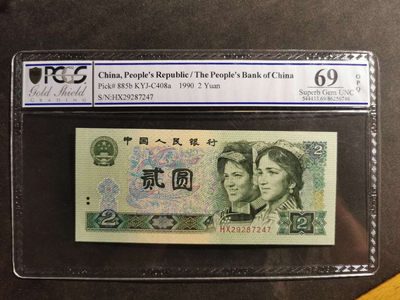 PCGS
Gold Shield
GRADING
China, People's Republic / The People's Bank of China
Pick# 885b KYJ-C408a 1990 2 Yuan
S/N:HX29287247
69
OPQ
Superb Gem UNC
中国人民银行
贰圆
2
2
HX29287247